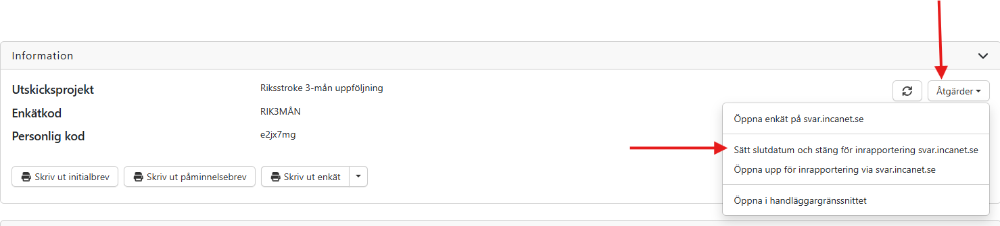 Information
Utskicksprojekt
Riksstroke 3-mån uppföljning
Åtgärder
Enkätkod
RIK3MÅN
Öppna enkät på svar.incanet.se
Personlig kod
e2jx7mg
Sätt slutdatum och stäng för inrapportering svar.incanet.se
Öppna upp för inrapportering via svar.incanet.se
Skriv ut initialbrev
Skriv ut påminnelsebrev
Skriv ut enkät
Öppna i handläggargränssnittet